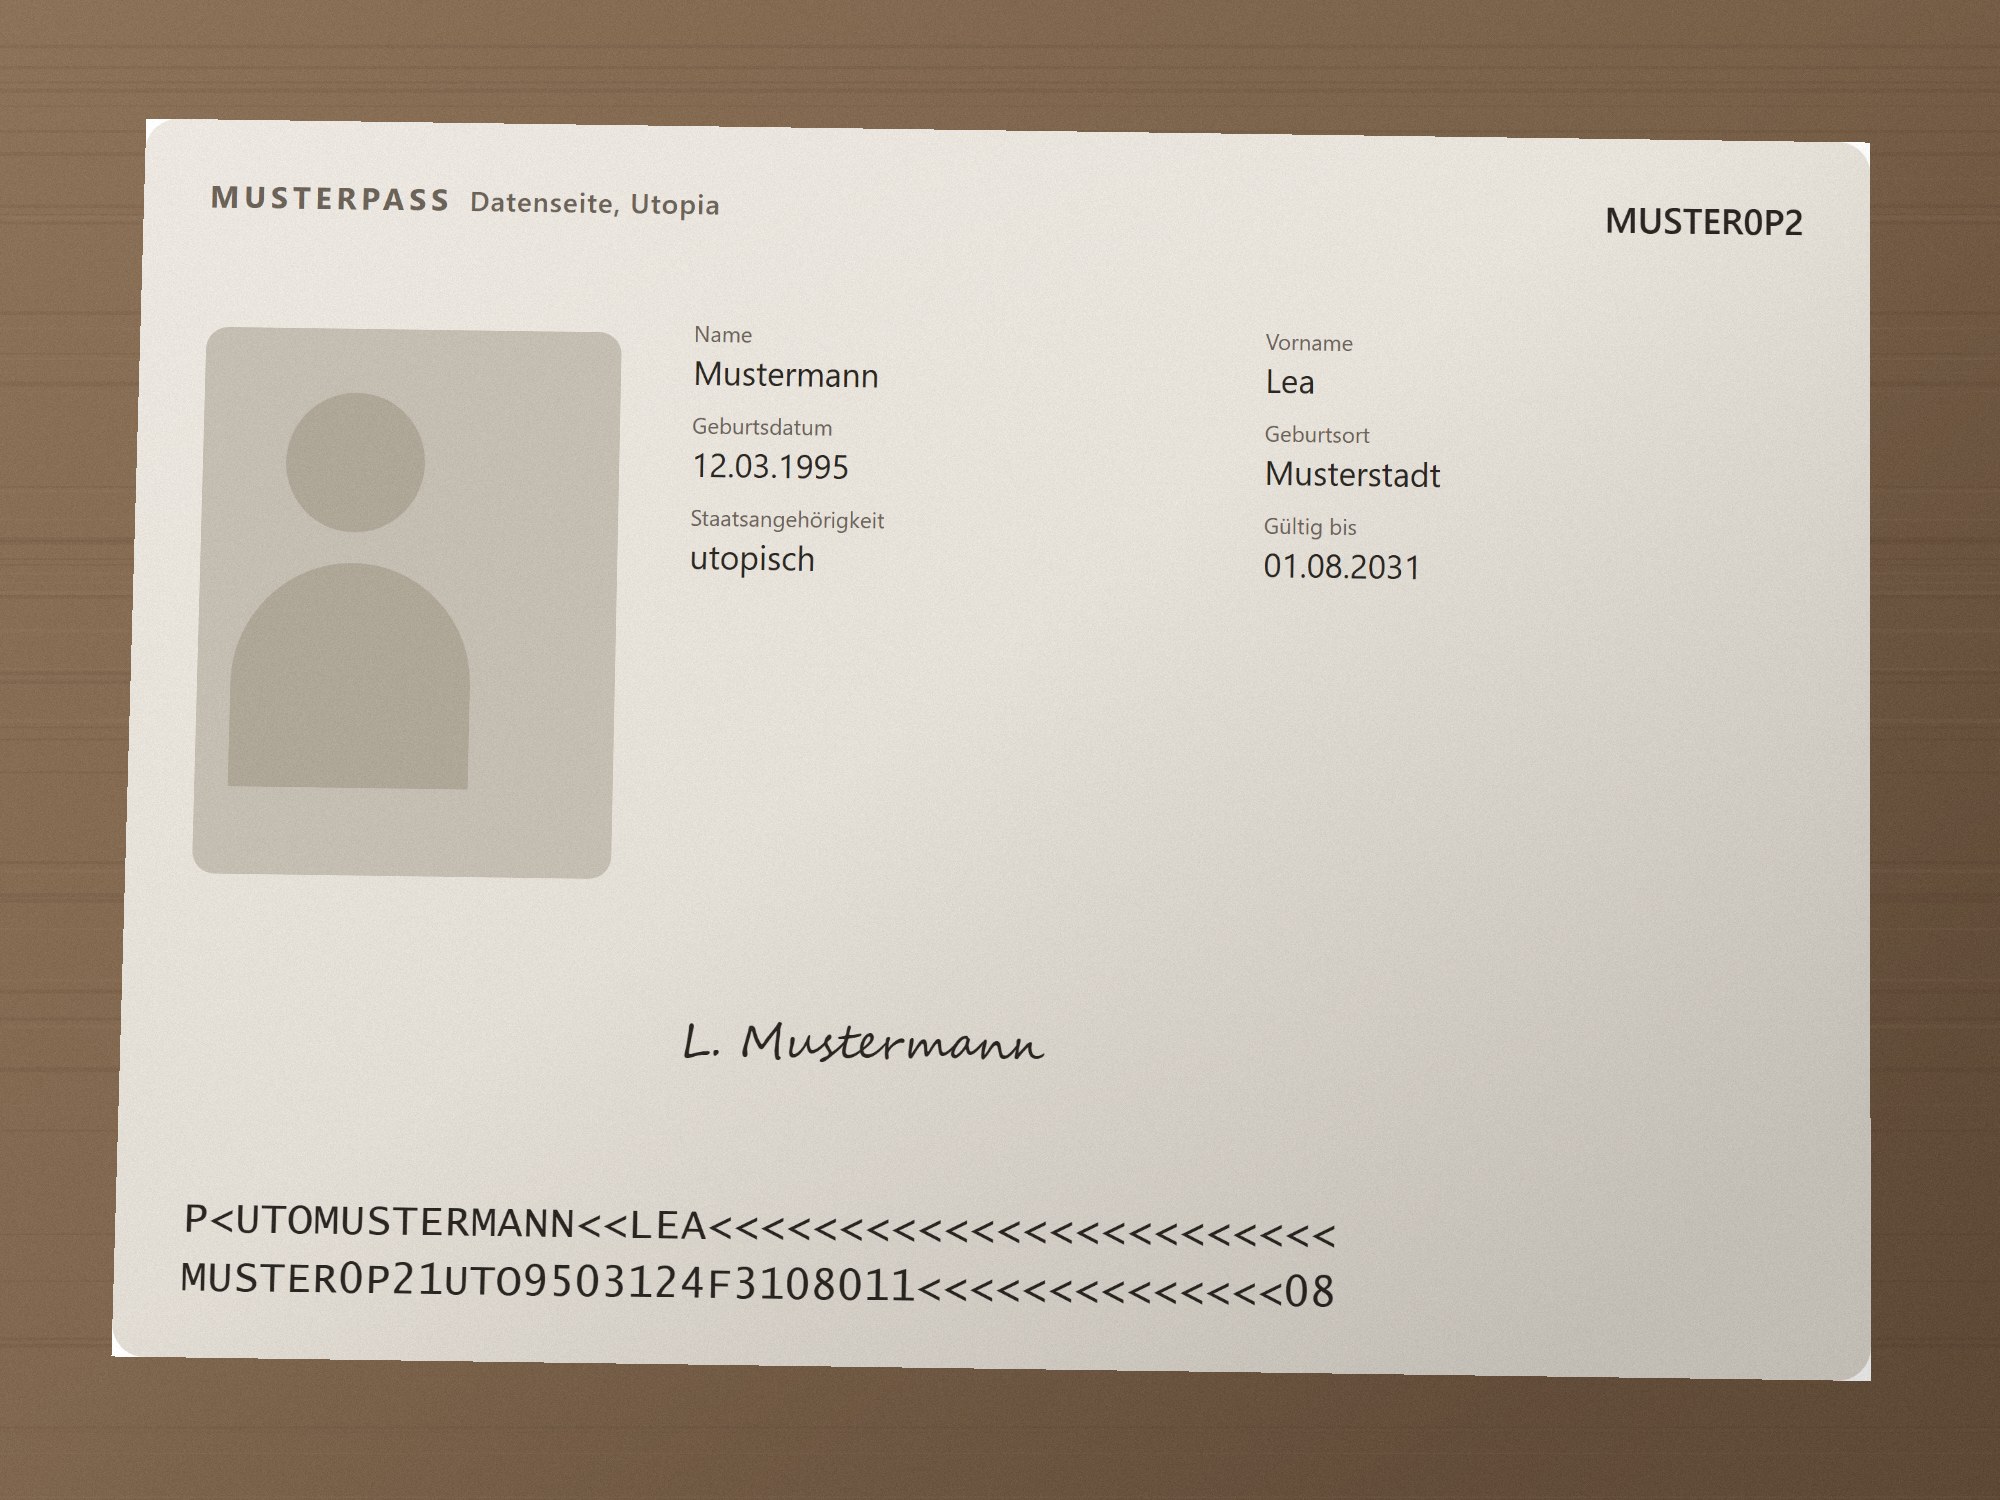 MUSTERPASS Datenseite, Utopia
MUSTER0P2
Name
Mustermann
Vorname
Lea
Geburtsdatum
12.03.1995
Geburtsort
Musterstadt
Staatsangehörigkeit
utopisch
Gültig bis
01.08.2031
L. Mustermann
P<UTOMUSTERMANN<<LEA<<<<<<<<<<<<<<<<<<<<<<<<
MUSTER0P21UTO9503124F3108011<<<<<<<<<<<<<<08